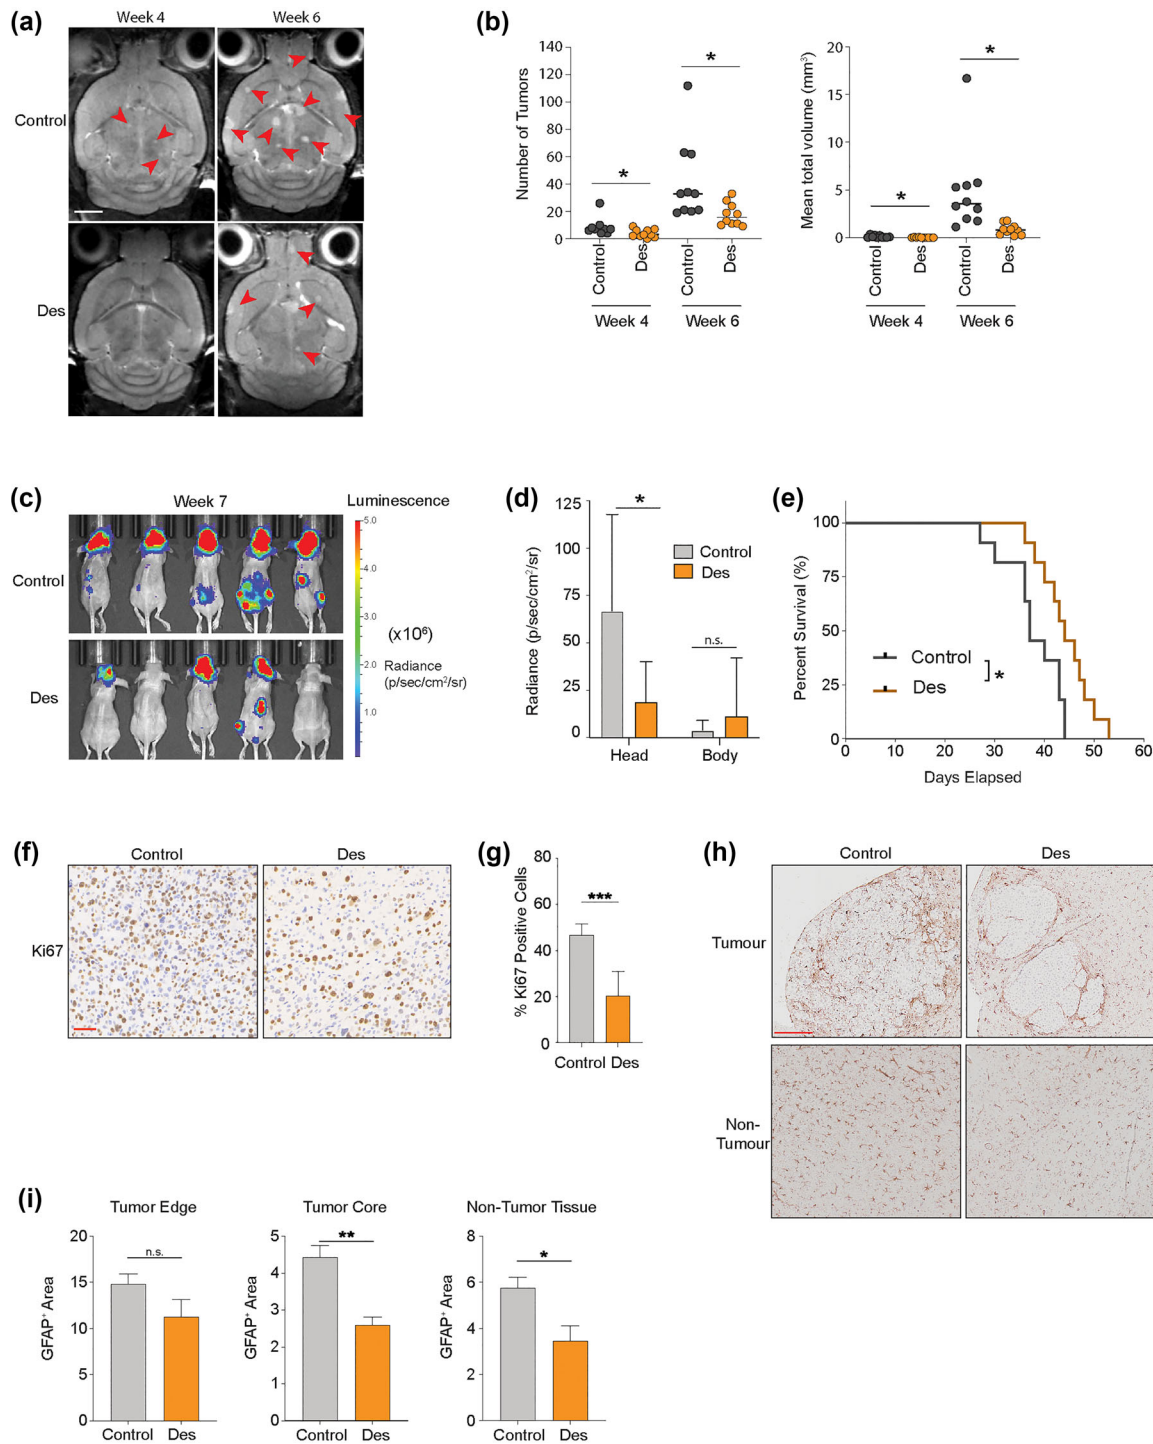 (a)
Week 4
Week 6
Control
Des
(b)
Number of Tumors
140
120
100
80
60
40
20
0
*
*
Control
Des
Control
Des
Week 4
Week 6
Mean total volume (mm³)
20
15
10
5
0
*
*
Control
Des
Control
Des
Week 4
Week 6
(c)
Week 7
Luminescence
Control
Des
5.0
4.0
3.0
(x10⁶)
2.0
Radiance
(p/sec/cm²/sr)
1.0
(d)
Radiance (p/sec/cm²/sr)
125
100
75
50
25
0
*
Control
Des
n.s.
Head
Body
(e)
Percent Survival (%)
100
75
50
25
0
Control
Des
*
0
10
20
30
40
50
60
Days Elapsed
(f)
Control
Des
Ki67
(g)
% Ki67 Positive Cells
80
60
40
20
0
***
Control Des
(h)
Control
Des
Tumour
Non-
Tumour
(i)
Tumor Edge
GFAP⁺ Area
20
15
10
5
0
n.s.
Control
Des
Tumor Core
GFAP⁺ Area
5
4
3
2
1
0
**
Control
Des
Non-Tumor Tissue
GFAP⁺ Area
8
6
4
2
0
*
Control
Des